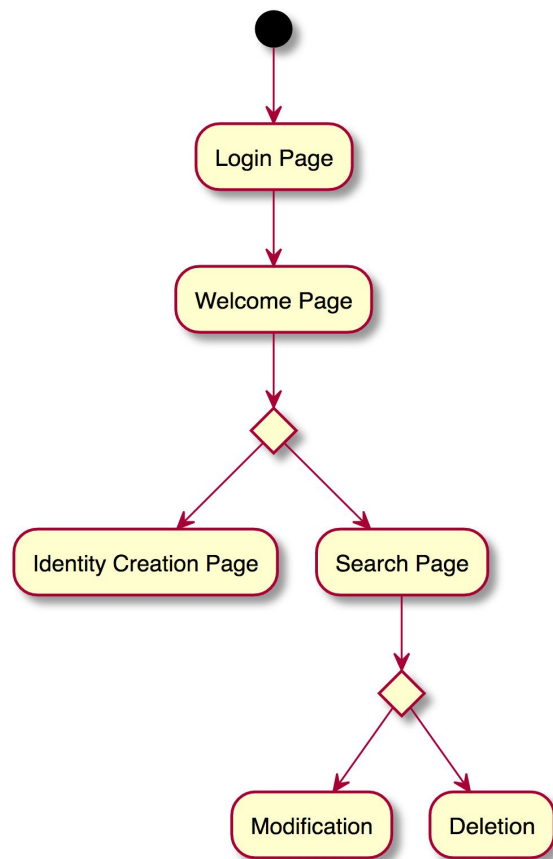 Login Page
Welcome Page
Identity Creation Page
Search Page
Modification
Deletion